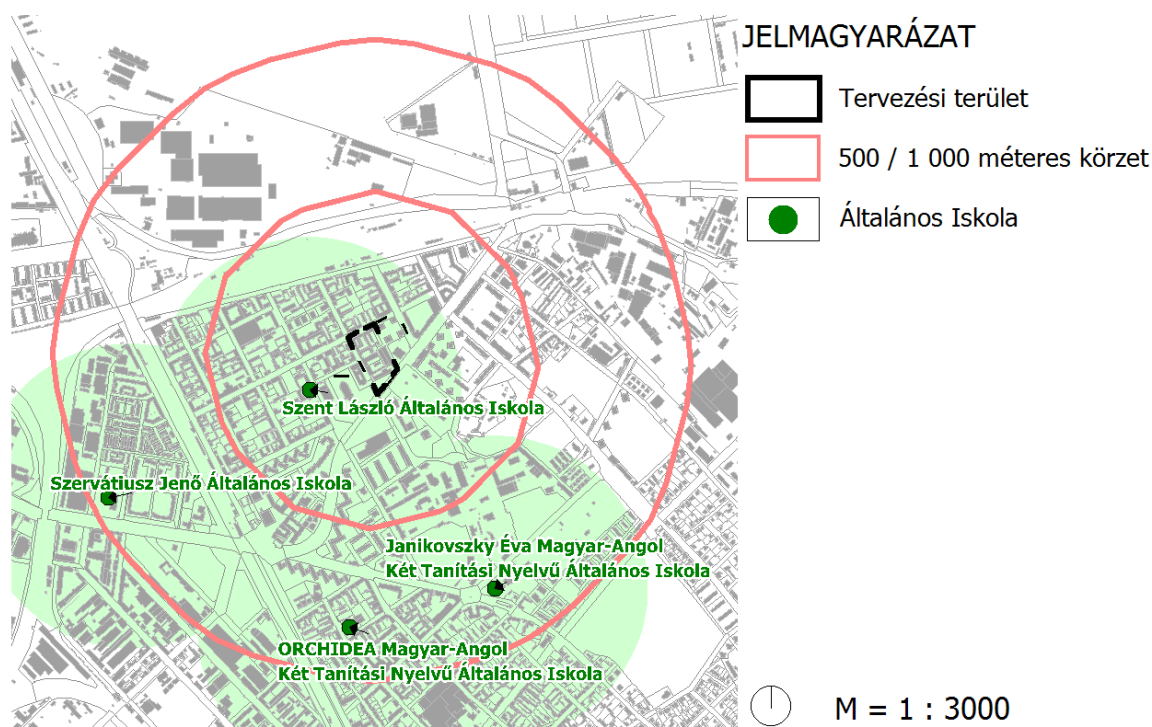 JELMAGYARÁZAT
Tervezési terület
500 / 1 000 méteres körzet
Általános Iskola
Szent László Általános Iskola
Szervátiusz Jenő Általános Iskola
Janikovszky Éva Magyar-Angol
Két Tanítási Nyelvű Általános Iskola
ORCHIDEA Magyar-Angol
Két Tanítási Nyelvű Általános Iskola
M = 1 : 3000